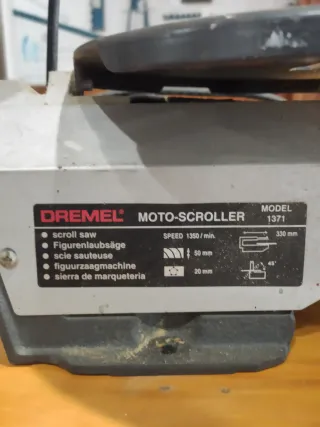 DREMEL® MOTO-SCROLLER MODEL 1371
• scroll saw
• Figurenlaubsäge
• scie sauteuse
• figuurzaagmachine
• sierra de marqueteria
SPEED 1350/min.
50 mm
20 mm
330 mm
45°